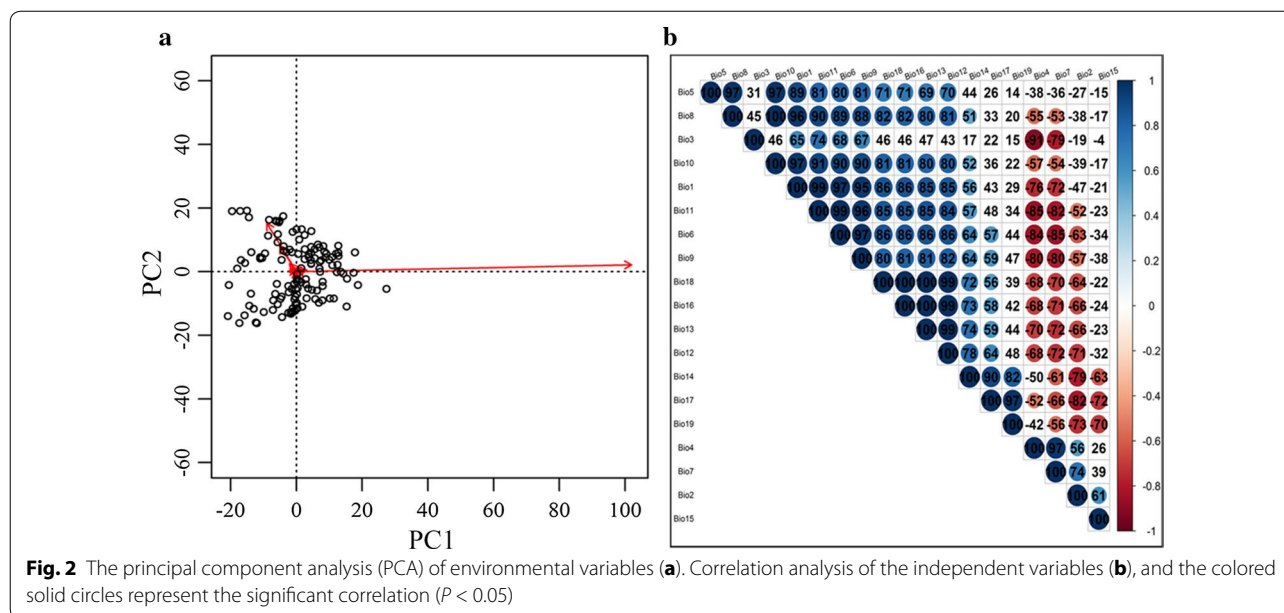 a
60
40
20
0
-20
-40
-60
PC2
-20 0 20 40 60 80 100
PC1
b
Bio5 Bio8 Bio3 Bio10 Bio1 Bio11 Bio6 Bio9 Bio18 Bio16 Bio13 Bio12 Bio14 Bio17 Bio19 Bio4 Bio7 Bio2 Bio15
Bio5 100 97 31 97 89 81 80 81 71 71 69 70 44 26 14 -38 -36 -27 -15
Bio8 100 45 100 96 90 89 88 82 82 80 81 51 33 20 -55 -53 -38 -17
Bio3 100 46 65 74 68 67 46 46 47 43 17 22 15 -91 -79 -19 -4
Bio10 100 97 91 90 90 81 81 80 80 52 36 22 -57 -54 -39 -17
Bio1 100 99 97 95 86 86 85 85 56 43 29 -76 -72 -47 -21
Bio11 100 99 96 85 85 85 84 57 48 34 -85 -82 -52 -23
Bio6 100 97 86 86 86 86 64 57 44 -84 -85 -63 -34
Bio9 100 80 81 81 82 64 59 47 -80 -80 -57 -38
Bio18 100 100 100 99 72 56 39 -68 -70 -64 -22
Bio16 100 100 99 73 58 42 -68 -71 -66 -24
Bio13 100 99 74 59 44 -70 -72 -66 -23
Bio12 100 78 64 48 -68 -72 -71 -32
Bio14 100 90 82 -50 -61 -79 -63
Bio17 100 97 -52 -66 -82 -72
Bio19 100 -42 -56 -73 -70
Bio4 100 97 56 26
Bio7 100 74 39
Bio2 100 61
Bio15 100
1
0.8
0.6
0.4
0.2
0
-0.2
-0.4
-0.6
-0.8
-1
Fig. 2 The principal component analysis (PCA) of environmental variables (a). Correlation analysis of the independent variables (b), and the colored
solid circles represent the significant correlation (P < 0.05)